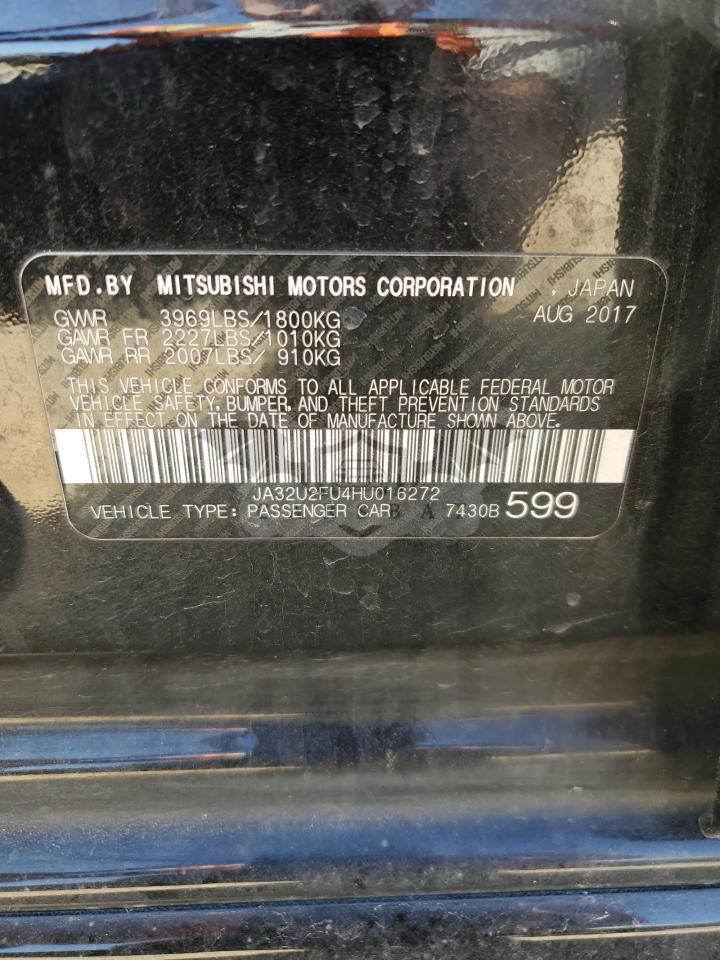 MFD.BY MITSUBISHI MOTORS CORPORATION , JAPAN
GVWR 3969LBS/1800KG AUG 2017
GAWR FR 2227LBS/1010KG
GAWR RR 2007LBS/ 910KG
THIS VEHICLE CONFORMS TO ALL APPLICABLE FEDERAL MOTOR
VEHICLE SAFETY, BUMPER, AND THEFT PREVENTION STANDARDS
IN EFFECT ON THE DATE OF MANUFACTURE SHOWN ABOVE.
JA32U2FU4HU016272
VEHICLE TYPE: PASSENGER CAR B A 7430B 599